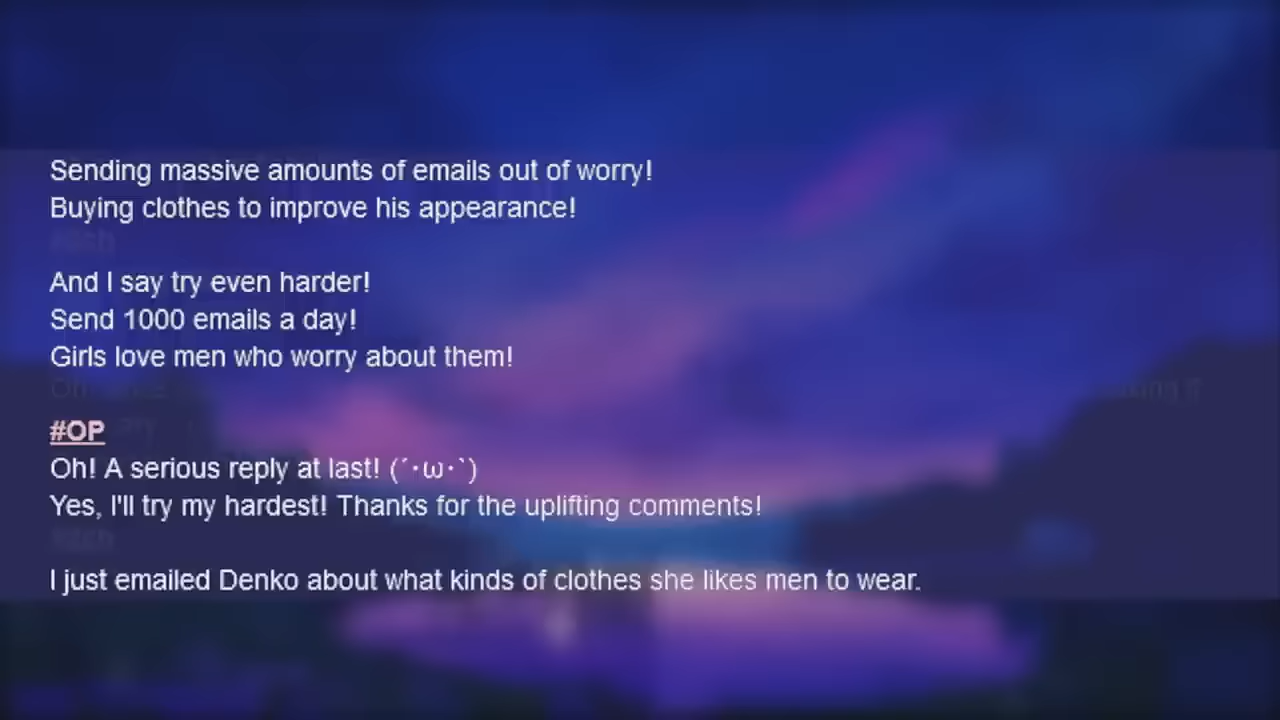 Sending massive amounts of emails out of worry!
Buying clothes to improve his appearance!
And I say try even harder!
Send 1000 emails a day!
Girls love men who worry about them!
#OP
Oh! A serious reply at last! (´･ω･`)
Yes, I'll try my hardest! Thanks for the uplifting comments!
I just emailed Denko about what kinds of clothes she likes men to wear.